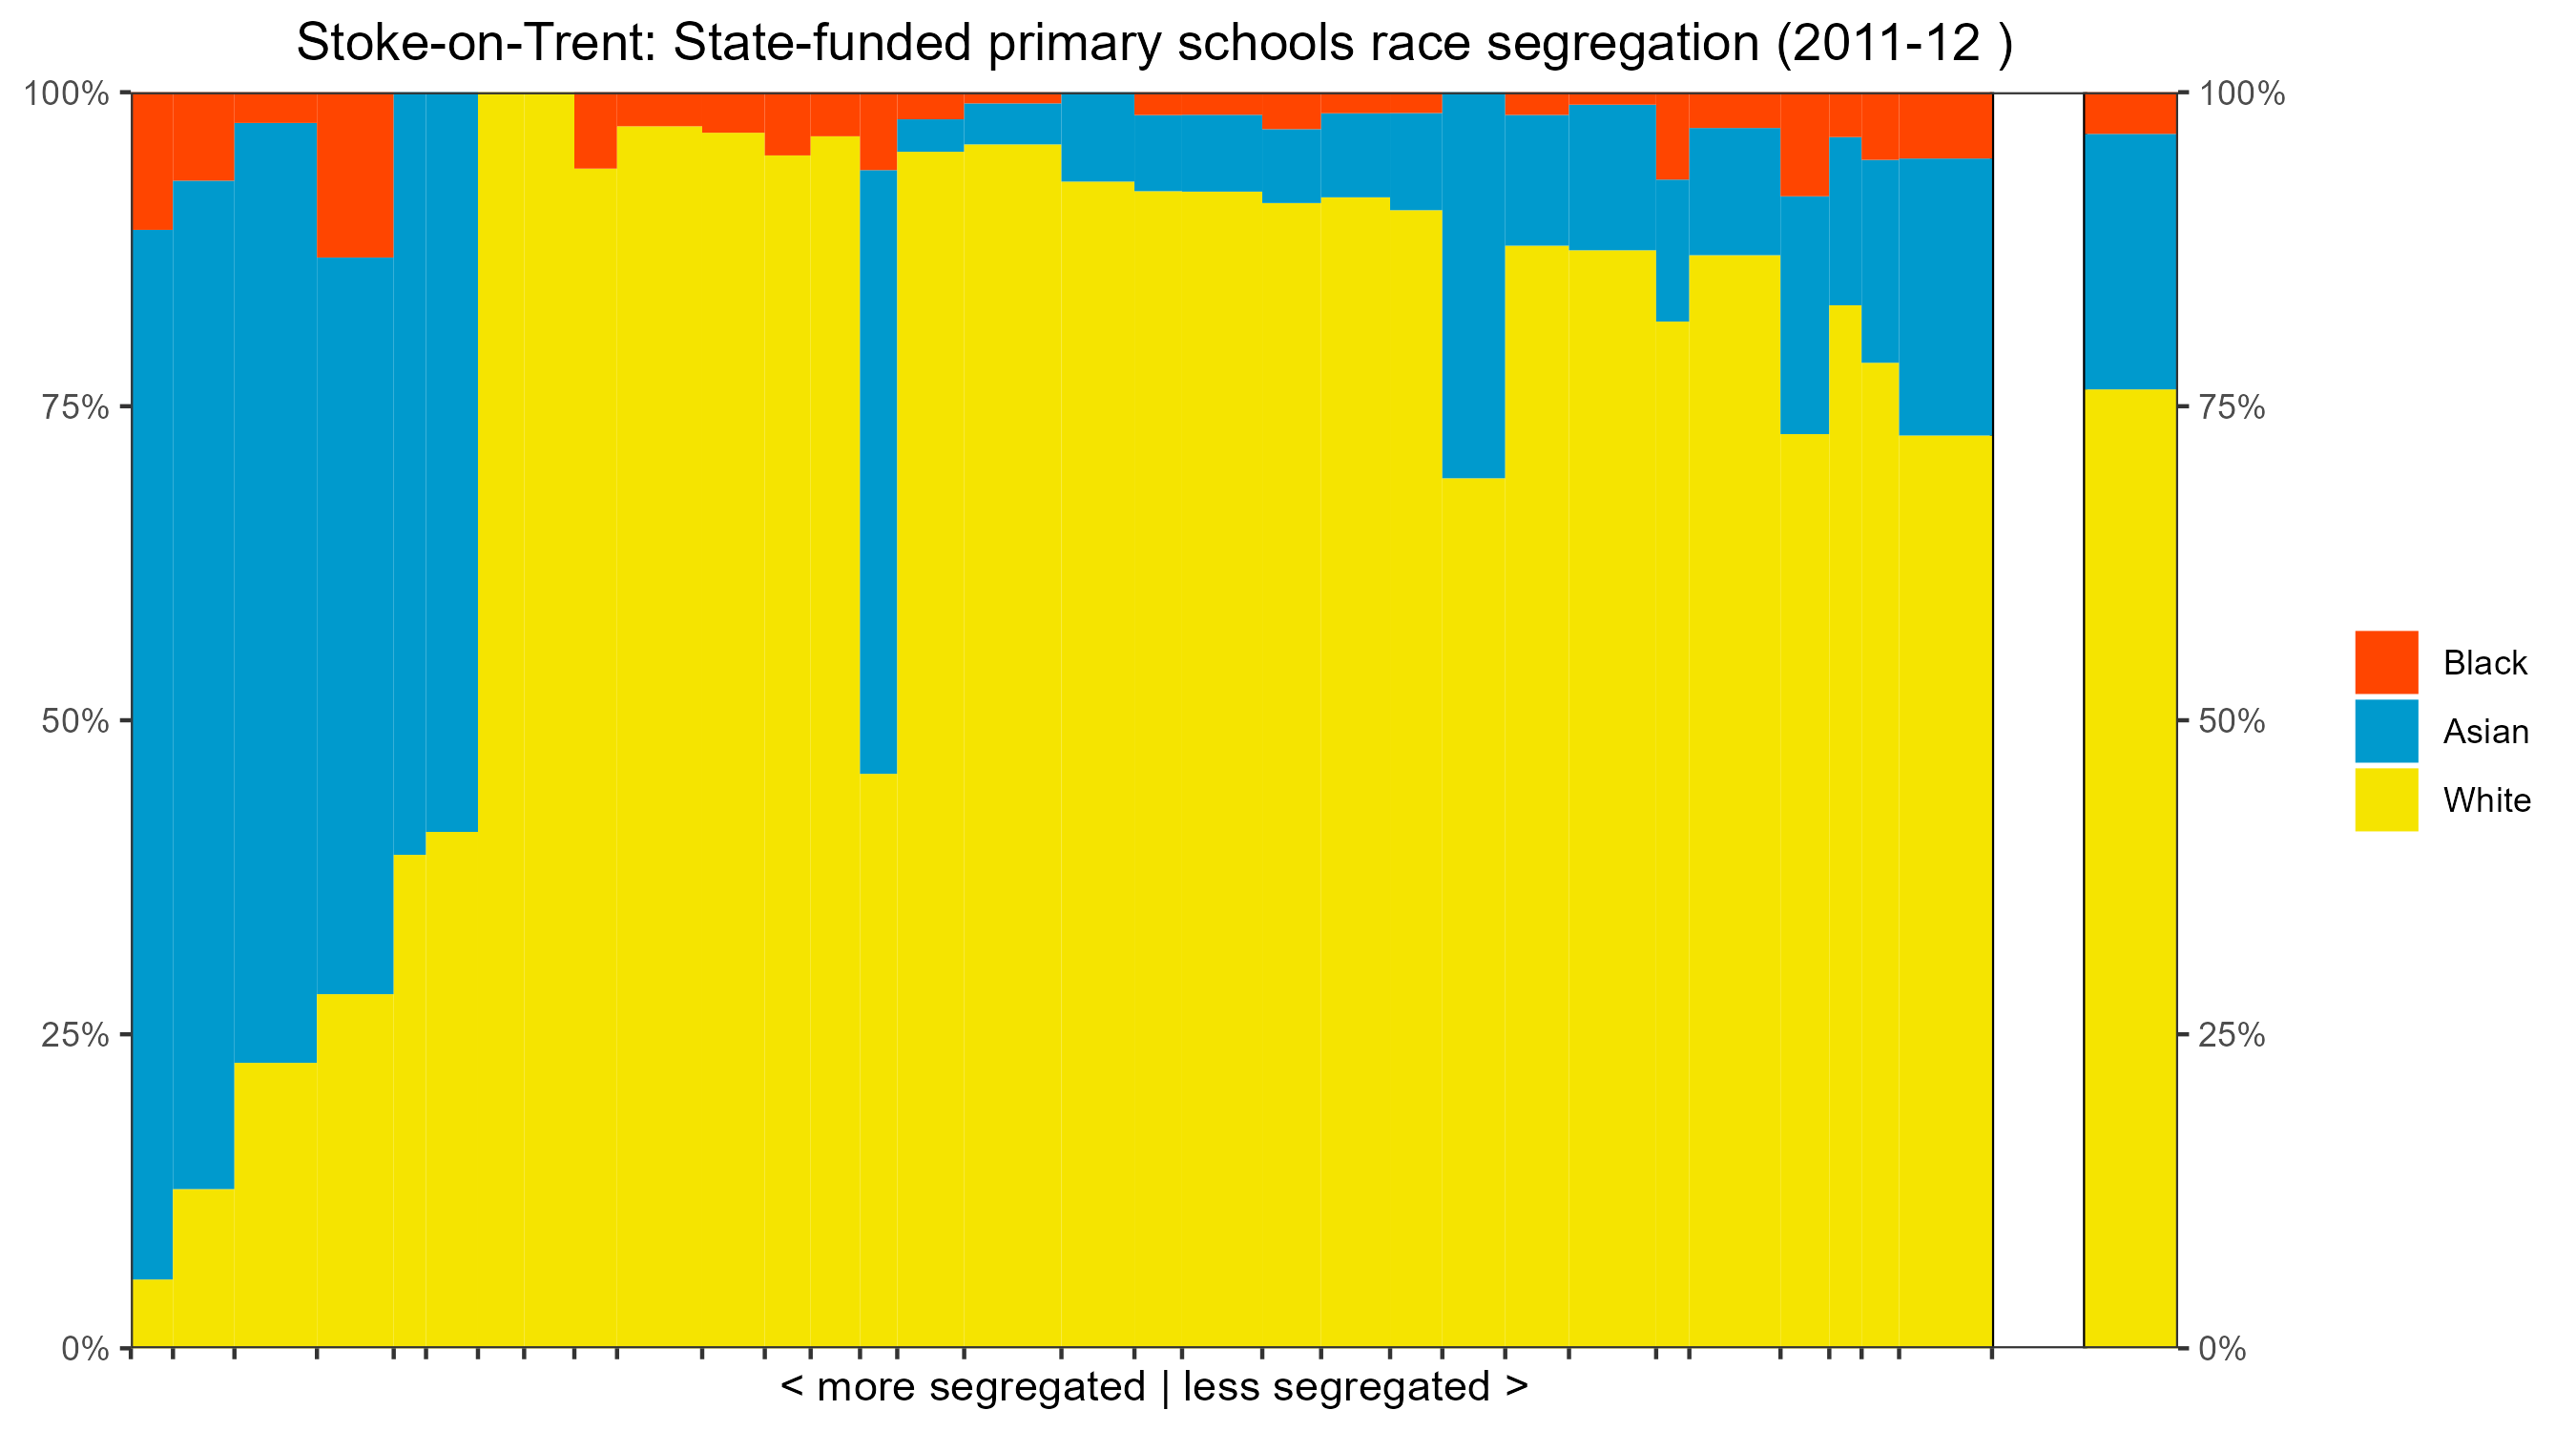 Stoke-on-Trent: State-funded primary schools race segregation (2011-12 )
100%
75%
50%
25%
0%
100%
75%
50%
25%
0%
Black
Asian
White
< more segregated | less segregated >